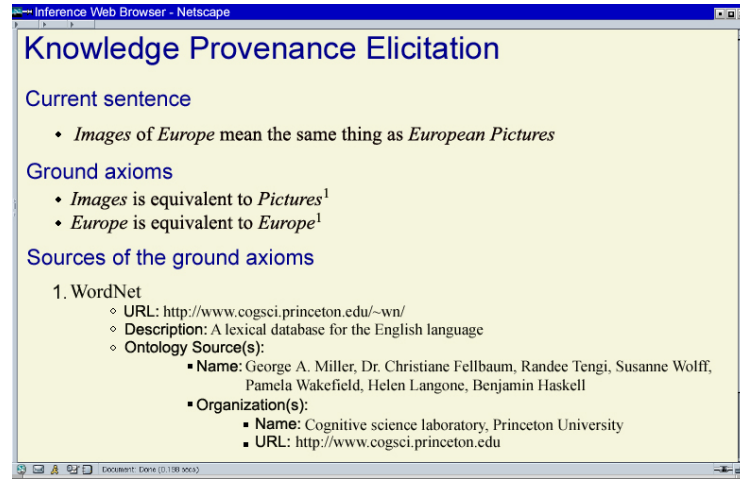 Inference Web Browser - Netscape
Knowledge Provenance Elicitation
Current sentence
• Images of Europe mean the same thing as European Pictures
Ground axioms
• Images is equivalent to Pictures1
• Europe is equivalent to Europe1
Sources of the ground axioms
1. WordNet
URL: http://www.cogsci.princeton.edu/~wn/
Description: A lexical database for the English language
Ontology Source(s):
Name: George A. Miller, Dr. Christiane Fellbaum, Randee Tengi, Susanne Wolff,
Pamela Wakefield, Helen Langone, Benjamin Haskell
Organization(s):
Name: Cognitive science laboratory, Princeton University
URL: http://www.cogsci.princeton.edu
Document: Done (0.198 secs)